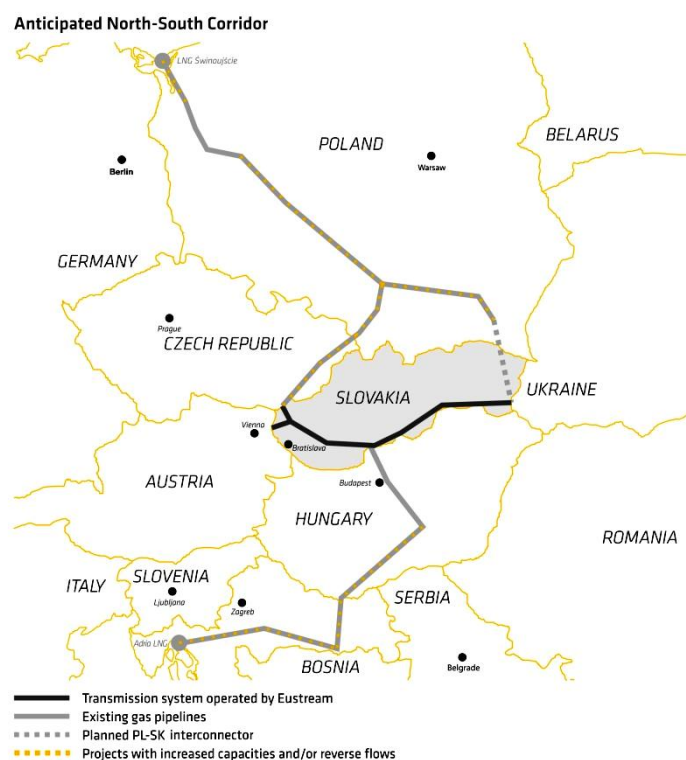 Anticipated North-South Corridor
LNG Świnoujście
POLAND
BELARUS
Berlin
Warsaw
GERMANY
Prague
CZECH REPUBLIC
SLOVAKIA
UKRAINE
Vienna
Bratislava
AUSTRIA
Budapest
HUNGARY
ROMANIA
ITALY
SLOVENIA
Ljubljana
Zagreb
SERBIA
Adria LNG
BOSNIA
Belgrade
Transmission system operated by Eustream
Existing gas pipelines
Planned PL-SK interconnector
Projects with increased capacities and/or reverse flows